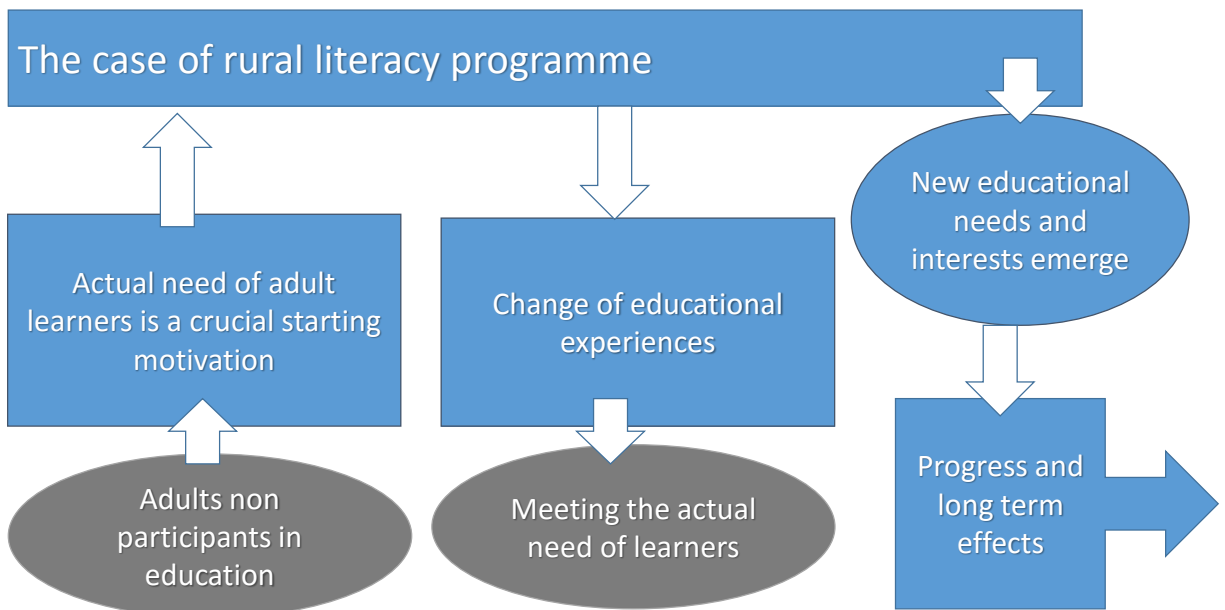 The case of rural literacy programme
Actual need of adult
learners is a crucial starting
motivation
Adults non
participants in
education
Change of educational
experiences
Meeting the actual
need of learners
New educational
needs and
interests emerge
Progress and
long term
effects